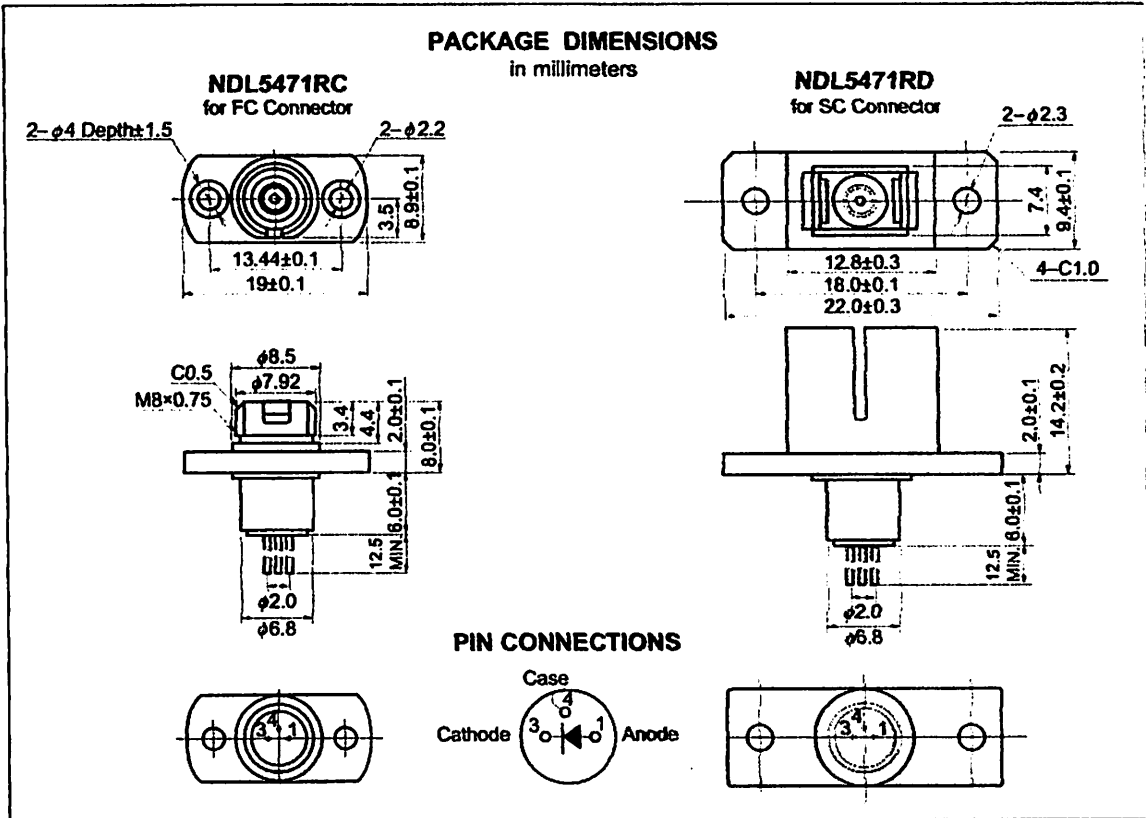 PACKAGE DIMENSIONS
in millimeters
NDL5471RC
for FC Connector
2–φ4 Depth±1.5
2–φ2.2
3.5
8.9±0.1
13.44±0.1
19±0.1
NDL5471RD
for SC Connector
2–φ2.3
7.4
9.4±0.1
12.8±0.3
18.0±0.1
22.0±0.3
4–C1.0
φ8.5
C0.5
φ7.92
M8×0.75
3.4
4.4
2.0±0.1
8.0±0.1
6.0±0.1
12.5
MIN.
φ2.0
φ6.8
2.0±0.1
14.2±0.2
6.0±0.1
12.5
MIN.
φ2.0
φ6.8
PIN CONNECTIONS
4
3 1
Case
4
Cathode 3 1 Anode
4
3 1